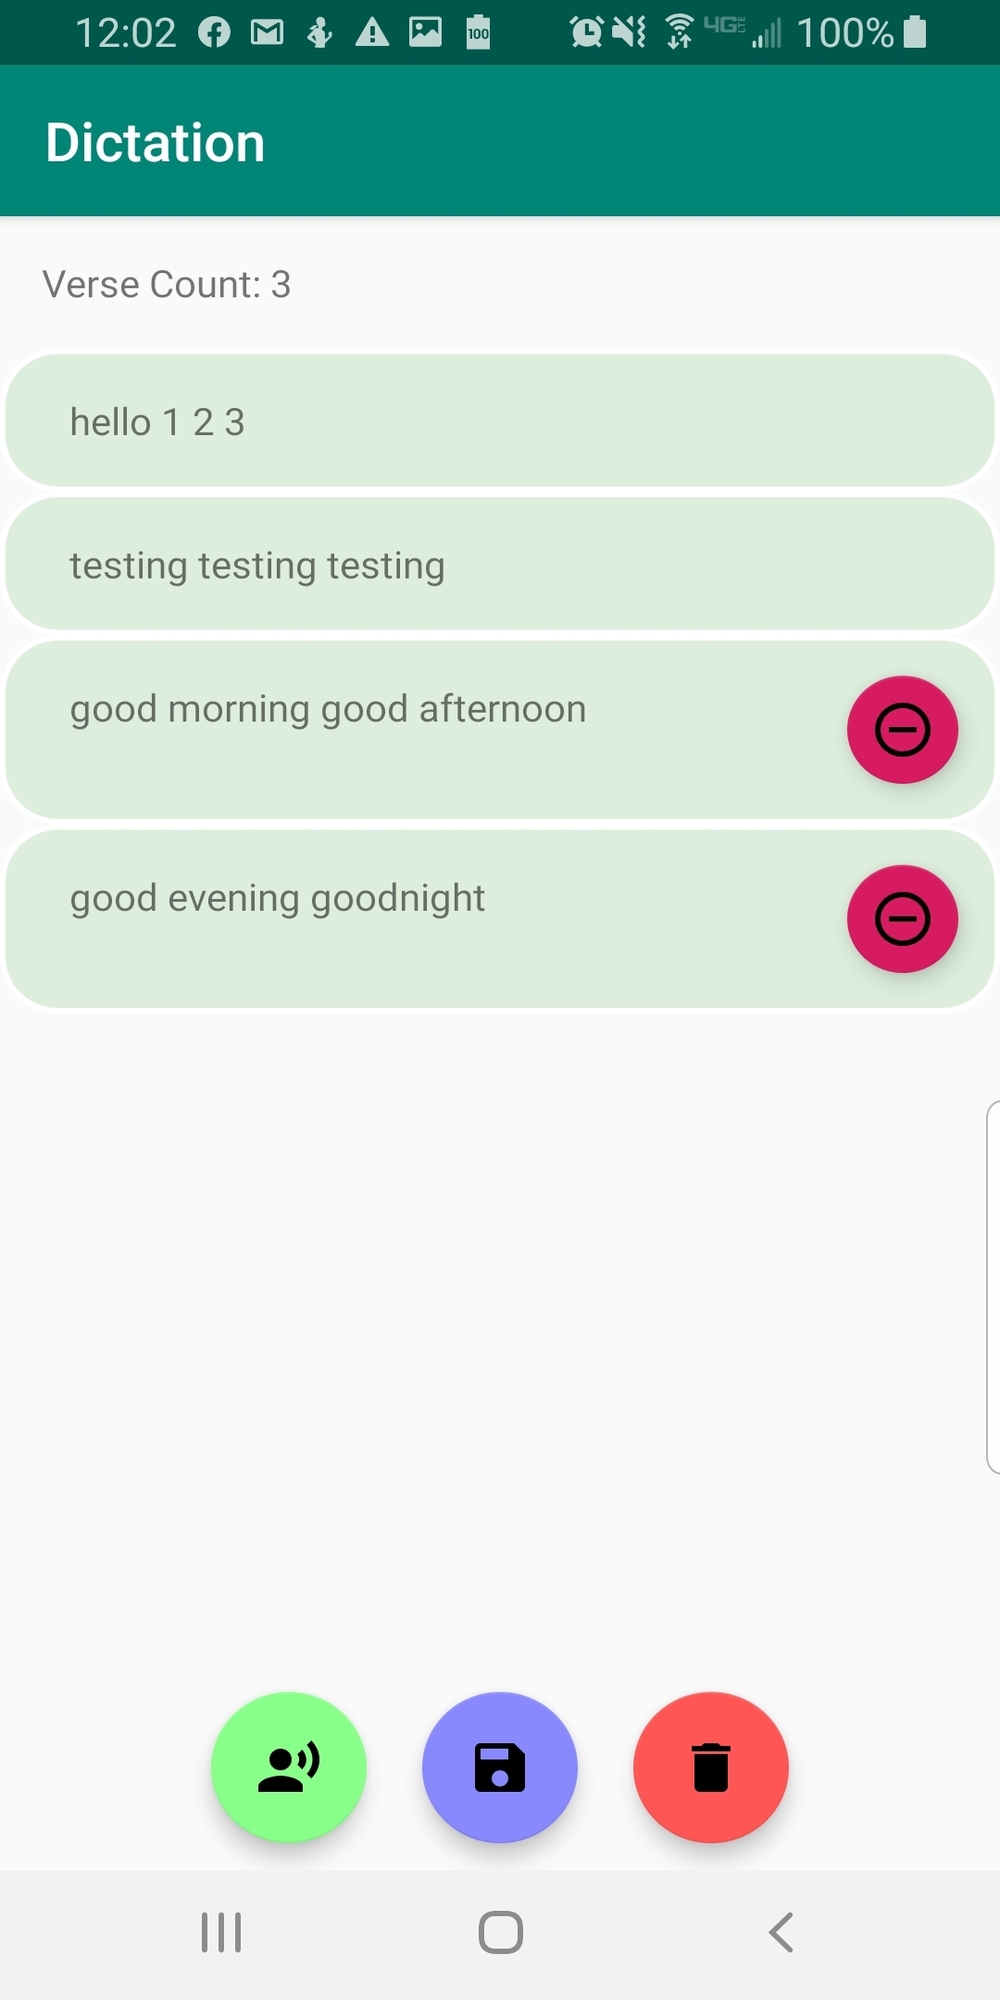 12:02 100 4GE 100%
Dictation
Verse Count: 3
hello 1 2 3
testing testing testing
good morning good afternoon
good evening goodnight